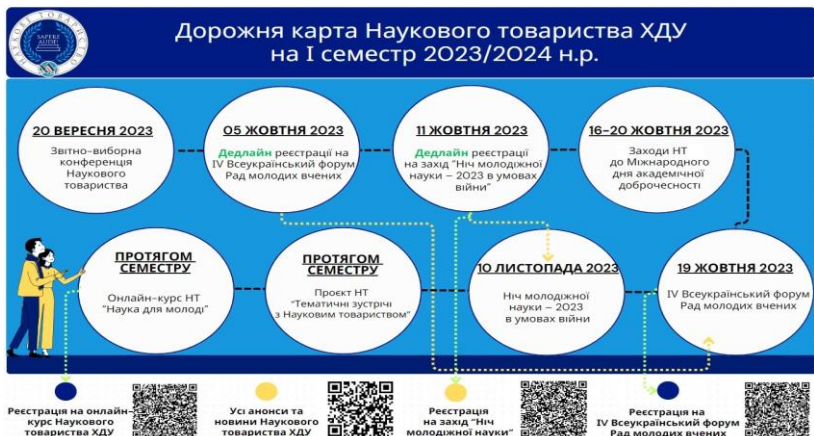 НАУКОВЕ ТОВАРИСТВО
SAPERE
AUDE!
Дорожня карта Наукового товариства ХДУ
на І семестр 2023/2024 н.р.
20 ВЕРЕСНЯ 2023
Звітно-виборна
конференція
Наукового
товариства
05 ЖОВТНЯ 2023
Дедлайн реєстрації на
IV Всеукраїнський форум
Рад молодих вчених
11 ЖОВТНЯ 2023
Дедлайн реєстрації
на захід "Ніч молодіжної
науки – 2023 в умовах
війни"
16-20 ЖОВТНЯ 2023
Заходи НТ
до Міжнародного
дня академічної
доброчесності
ПРОТЯГОМ
СЕМЕСТРУ
Онлайн-курс НТ
"Наука для молоді"
ПРОТЯГОМ
СЕМЕСТРУ
Проєкт НТ
"Тематичні зустрічі
з Науковим товариством"
10 ЛИСТОПАДА 2023
Ніч молодіжної
науки – 2023
в умовах війни
19 ЖОВТНЯ 2023
IV Всеукраїнський форум
Рад молодих вчених
Реєстрація на онлайн-
курс Наукового
товариства ХДУ
Усі анонси та
новини Наукового
товариства ХДУ
Реєстрація
на захід "Ніч
молодіжної науки"
Реєстрація на
IV Всеукраїнський форум
Рад молодих вчених